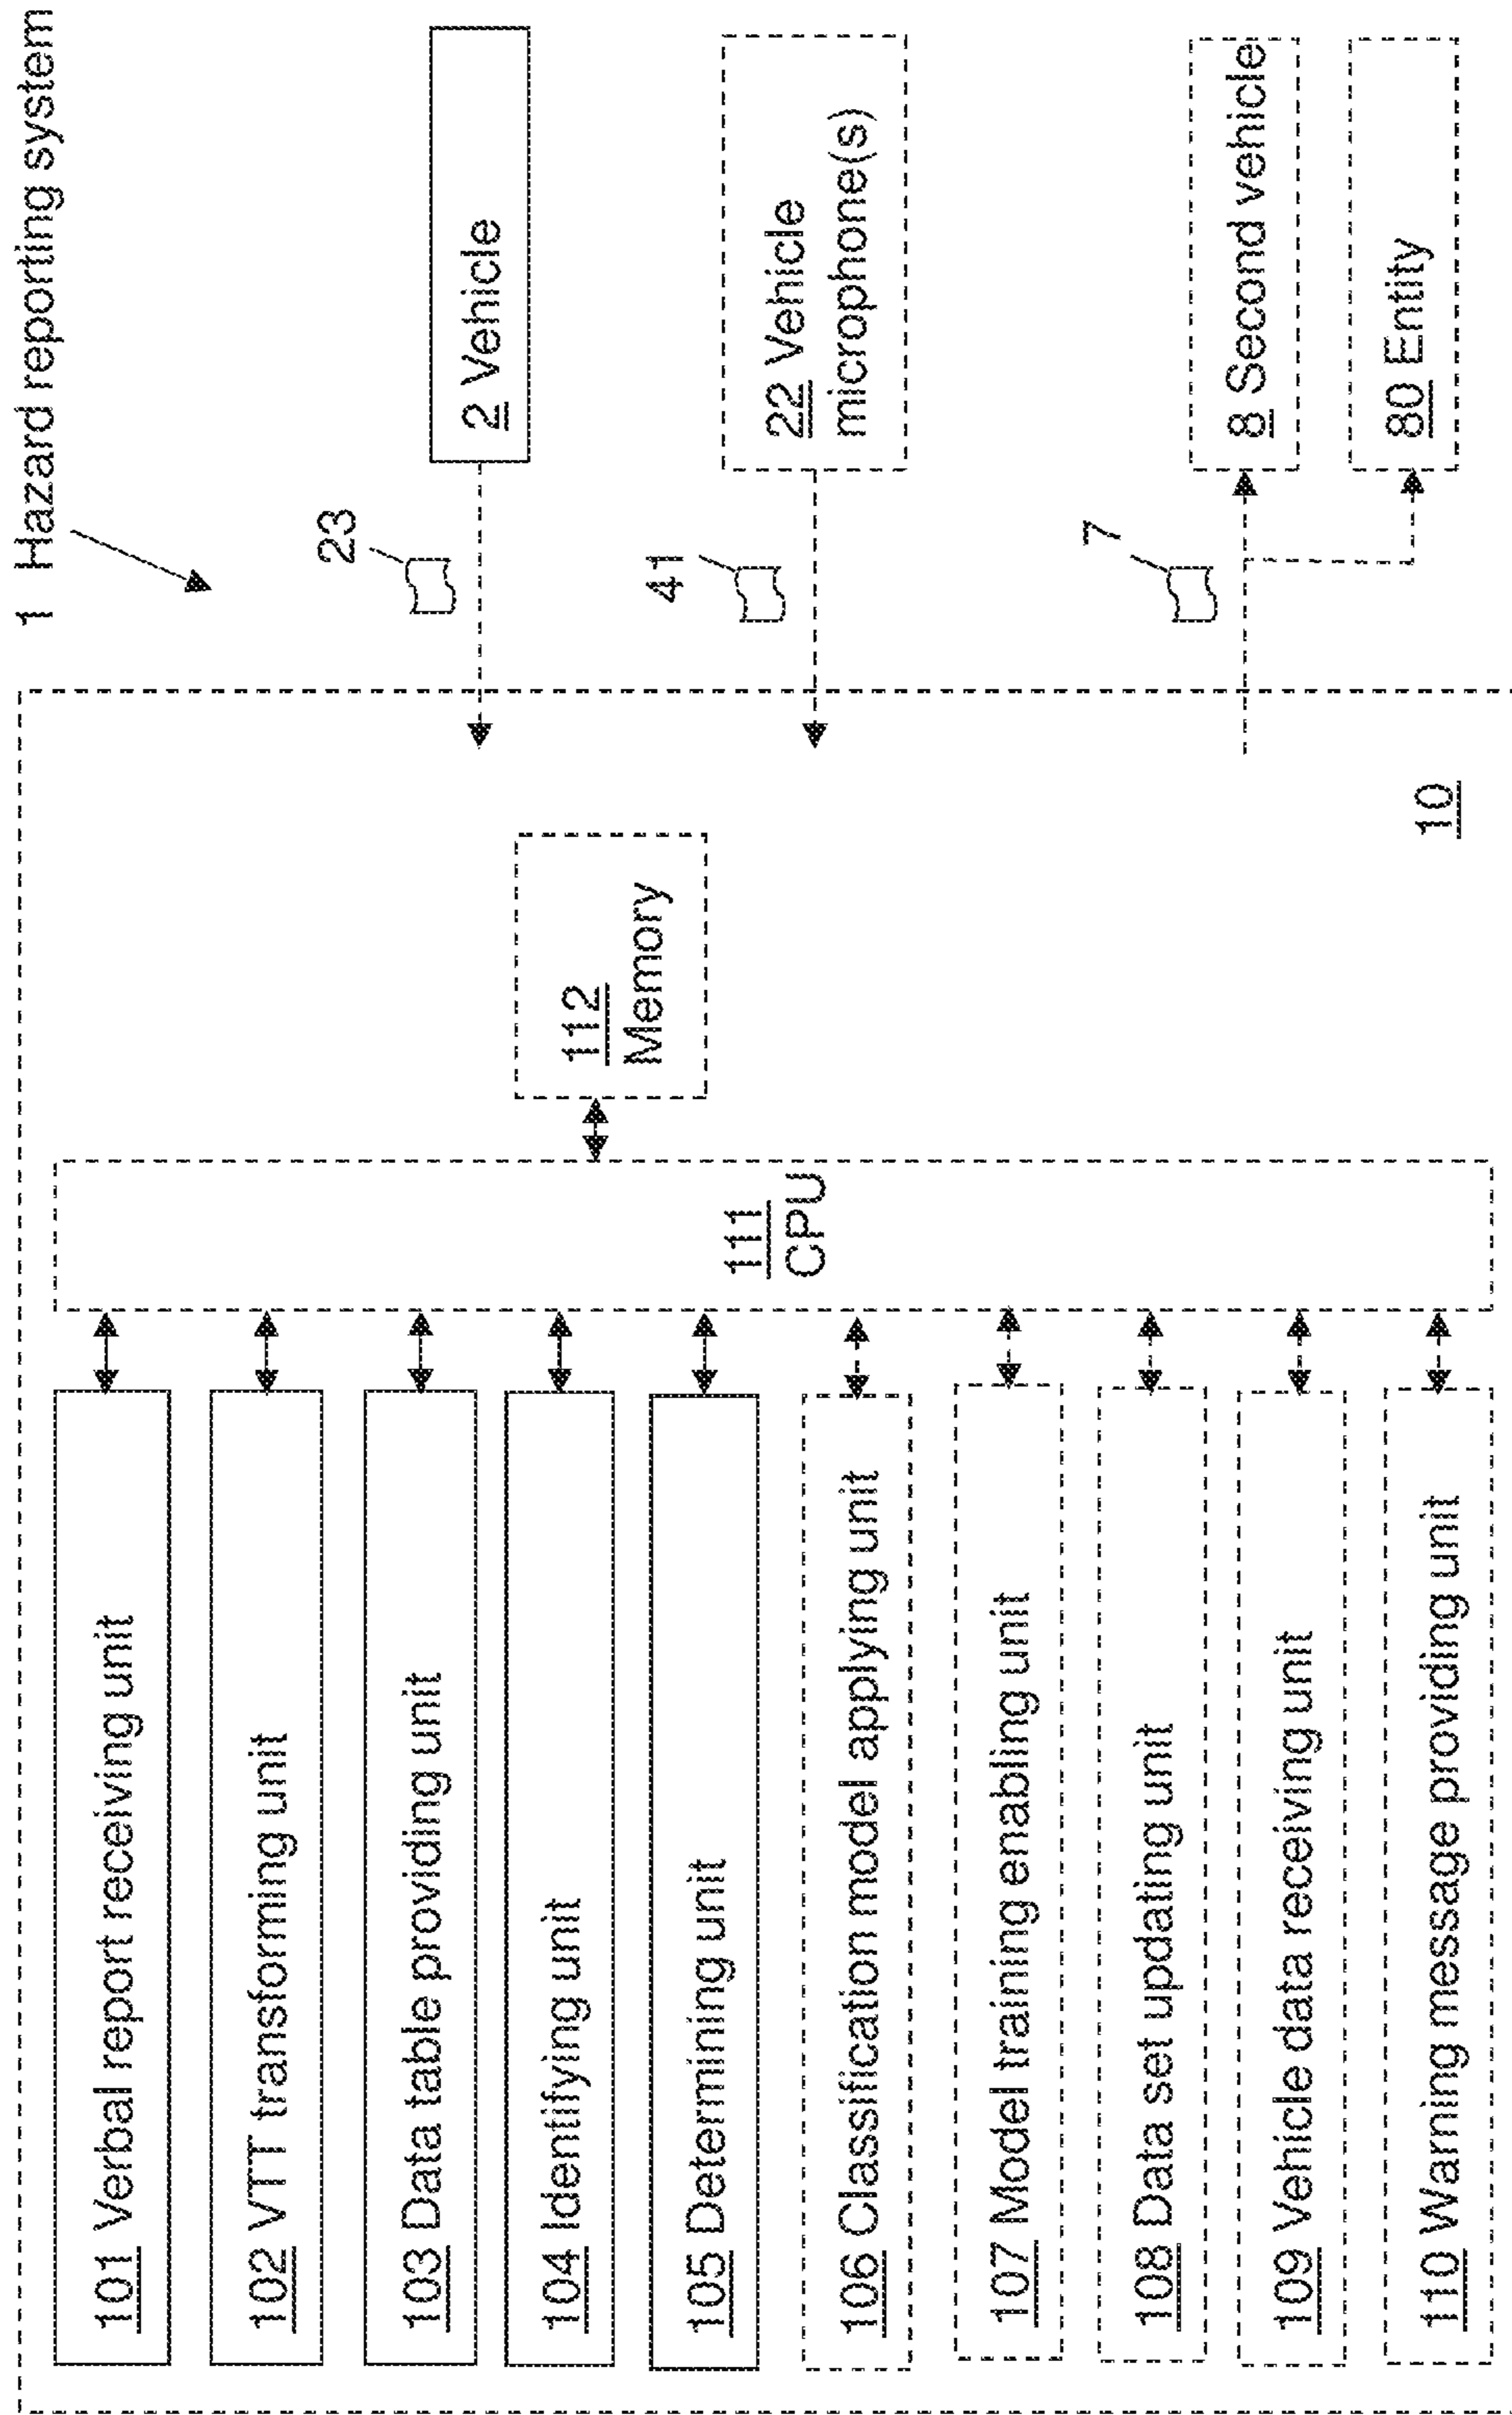 1 Hazard reporting system
101 Verbal report receiving unit
102 VTT transforming unit
103 Data table providing unit
104 Identifying unit
105 Determining unit
106 Classification model applying unit
107 Model training enabling unit
108 Data set updating unit
109 Vehicle data receiving unit
110 Warning message providing unit
111
CPU
112
Memory
10
23
2 Vehicle
41
22 Vehicle
microphone(s)
7
8 Second vehicle
80 Entity